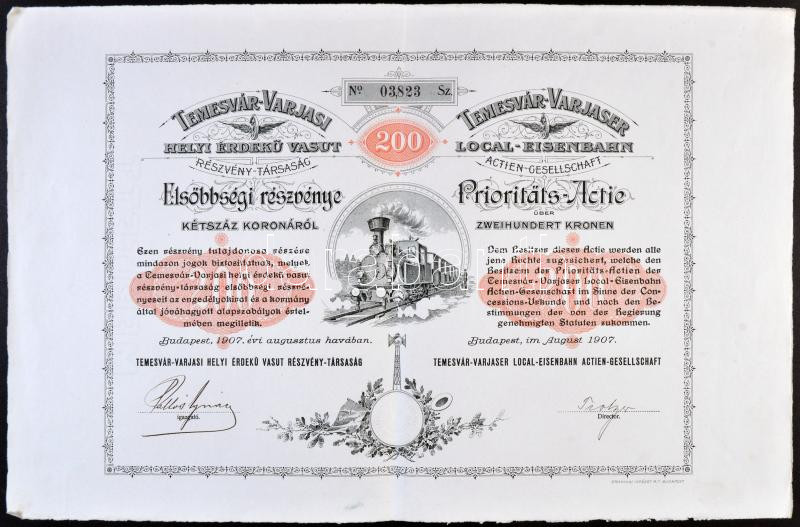 Nº 03,823 Sz.
200
TEMESVÁR-VARJASI
HELYI ÉRDEKŰ VASUT
RÉSZVÉNY-TÁRSASÁG
Elsőbbségi részvénye
KÉTSZÁZ KORONÁRÓL
Ezen részvény tulajdonosa részére
mindazon jogok biztosíttatnak, melyek
a Temesvár-Varjasi helyi érdekű vasut
részvény-társaság elsőbbségi részvé-
nyeseit az engedélyokirat és a kormány
által jóváhagyott alapszabályok értel-
mében megilletik.
Budapest, 1907. évi augusztus havában.
TEMESVÁR-VARJASI HELYI ÉRDEKŰ VASUT RÉSZVÉNY-TÁRSASÁG
igazgató.
TEMESVÁR-VARJASER
LOCAL-EISENBAHN
ACTIEN-GESELLSCHAFT
Prioritäts-Actie
ÜBER
ZWEIHUNDERT KRONEN
Dem Besitzer dieser Actie werden alle
jene Rechte zugesichert, welche den
Besitzern der Prioritäts-Actien der
Temesvár-Varjaser Local-Eisenbahn
Actien-Gesellschaft im Sinne der Con-
cessions-Urkunde und nach den Be-
stimmungen der von der Regierung
genehmigten Statuten zukommen.
Budapest, im August 1907.
TEMESVÁR-VARJASER LOCAL-EISENBAHN ACTIEN-GESELLSCHAFT
Director.